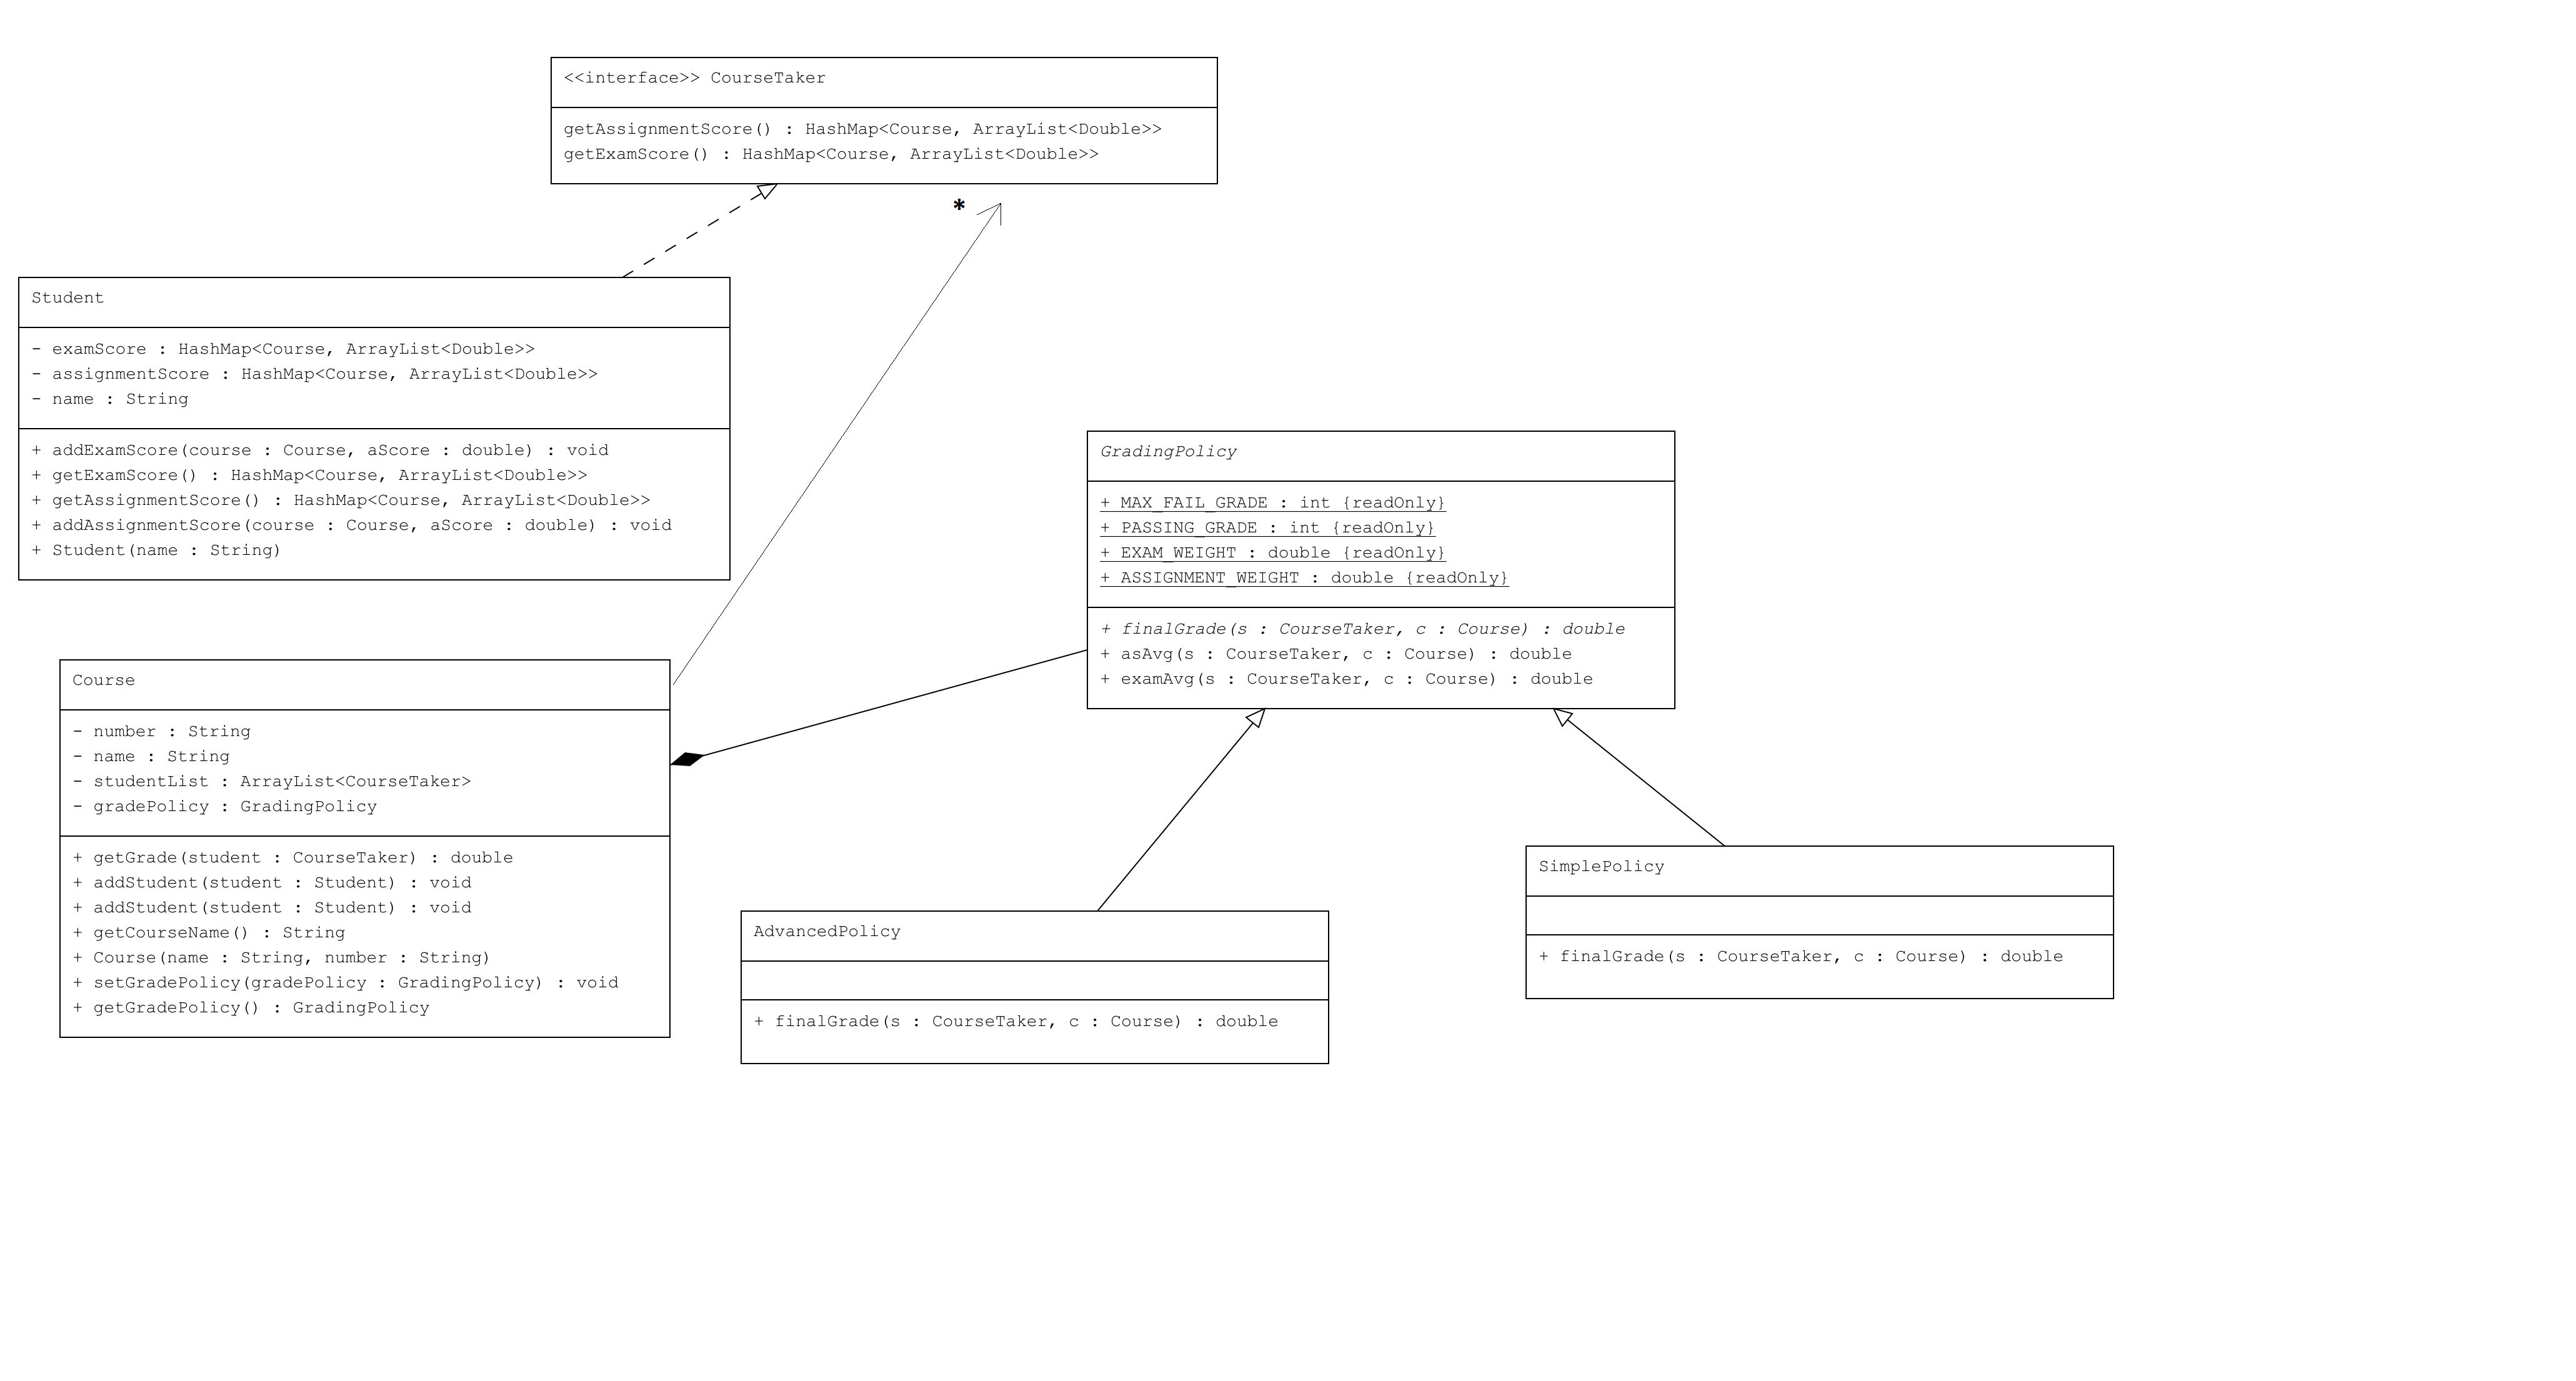 <<interface>> CourseTaker
getAssignmentScore() : HashMap<Course, ArrayList<Double>>
getExamScore() : HashMap<Course, ArrayList<Double>>
*
Student
- examScore : HashMap<Course, ArrayList<Double>>
- assignmentScore : HashMap<Course, ArrayList<Double>>
- name : String
+ addExamScore(course : Course, aScore : double) : void
+ getExamScore() : HashMap<Course, ArrayList<Double>>
+ getAssignmentScore() : HashMap<Course, ArrayList<Double>>
+ addAssignmentScore(course : Course, aScore : double) : void
+ Student(name : String)
GradingPolicy
+ MAX_FAIL_GRADE : int {readOnly}
+ PASSING_GRADE : int {readOnly}
+ EXAM_WEIGHT : double {readOnly}
+ ASSIGNMENT_WEIGHT : double {readOnly}
+ finalGrade(s : CourseTaker, c : Course) : double
+ asAvg(s : CourseTaker, c : Course) : double
+ examAvg(s : CourseTaker, c : Course) : double
Course
- number : String
- name : String
- studentList : ArrayList<CourseTaker>
- gradePolicy : GradingPolicy
+ getGrade(student : CourseTaker) : double
+ addStudent(student : Student) : void
+ addStudent(student : Student) : void
+ getCourseName() : String
+ Course(name : String, number : String)
+ setGradePolicy(gradePolicy : GradingPolicy) : void
+ getGradePolicy() : GradingPolicy
AdvancedPolicy
+ finalGrade(s : CourseTaker, c : Course) : double
SimplePolicy
+ finalGrade(s : CourseTaker, c : Course) : double